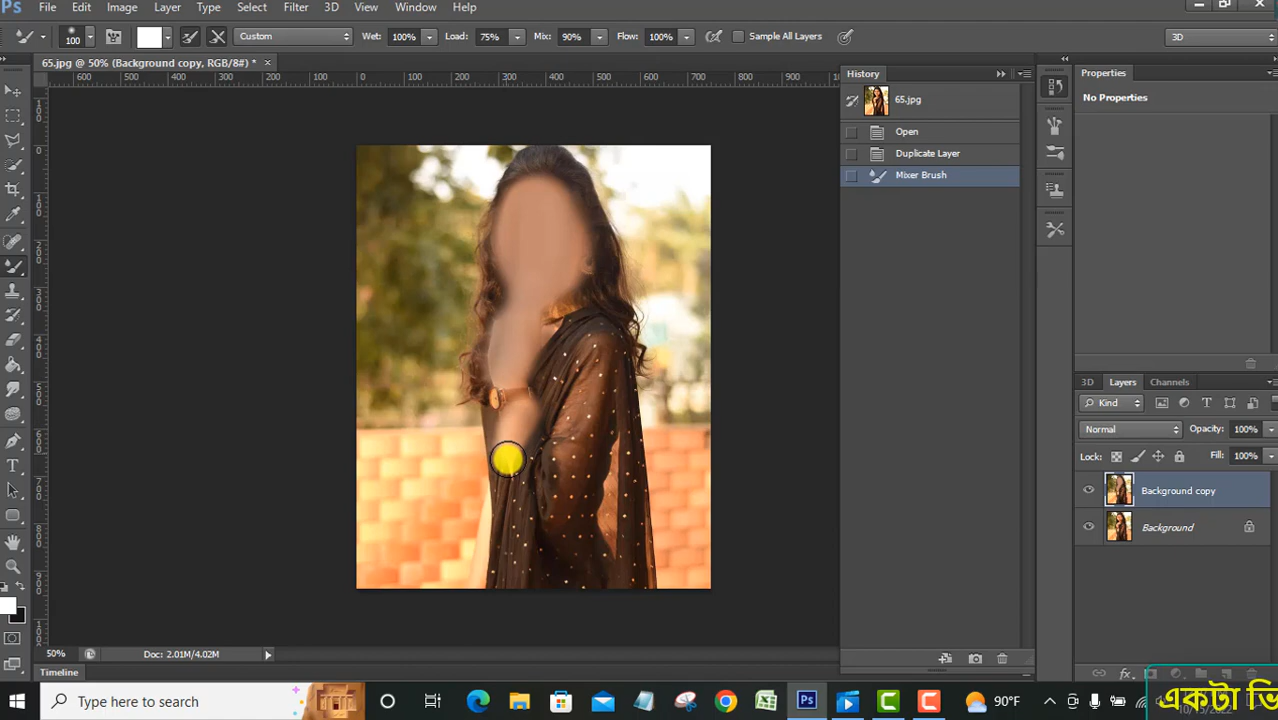 Ps File Edit Image Layer Type Select Filter 3D View Window Help
100 Custom Wet: 100% Load: 75% Mix: 90% Flow: 100% Sample All Layers 3D
65.jpg @ 50% (Background copy, RGB/8#) * ×
600 500 400 300 200 100 0 100 200 300 400 500 600 700 800 900
History
65.jpg
Open
Duplicate Layer
Mixer Brush
Properties
No Properties
3D Layers Channels
Kind
Normal Opacity: 100%
Lock: Fill: 100%
Background copy
Background
50% Doc: 2.01M/4.02M
Timeline
Type here to search
90°F
একটা ভি